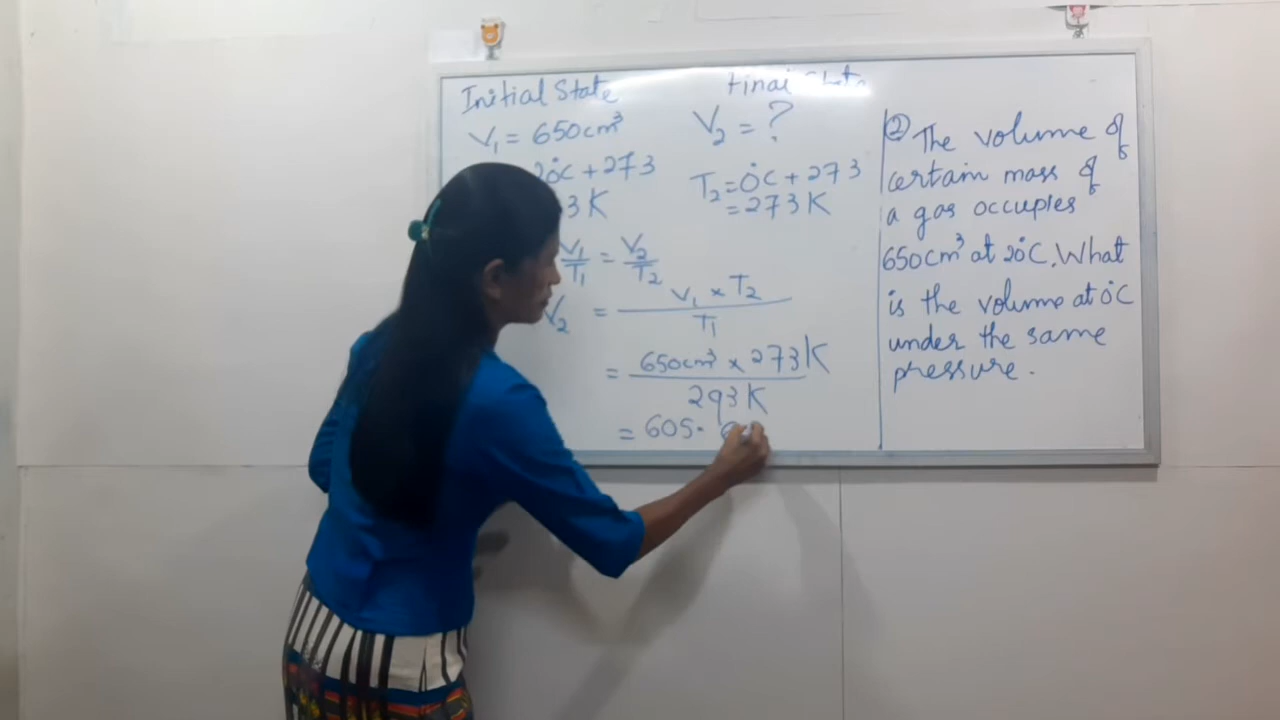 Initial State
Final State
V₁ = 650cm³
V₂ = ?
20°C + 273
T₂ = 0°C + 273
3K
= 273K
V₁/T₁ = V₂/T₂
V₂ = V₁ × T₂ / T₁
= 650cm³ × 273K / 293K
= 605.
② The volume of
certain mass of
a gas occupies
650cm³ at 20°C. What
is the volume at 0°C
under the same
pressure.